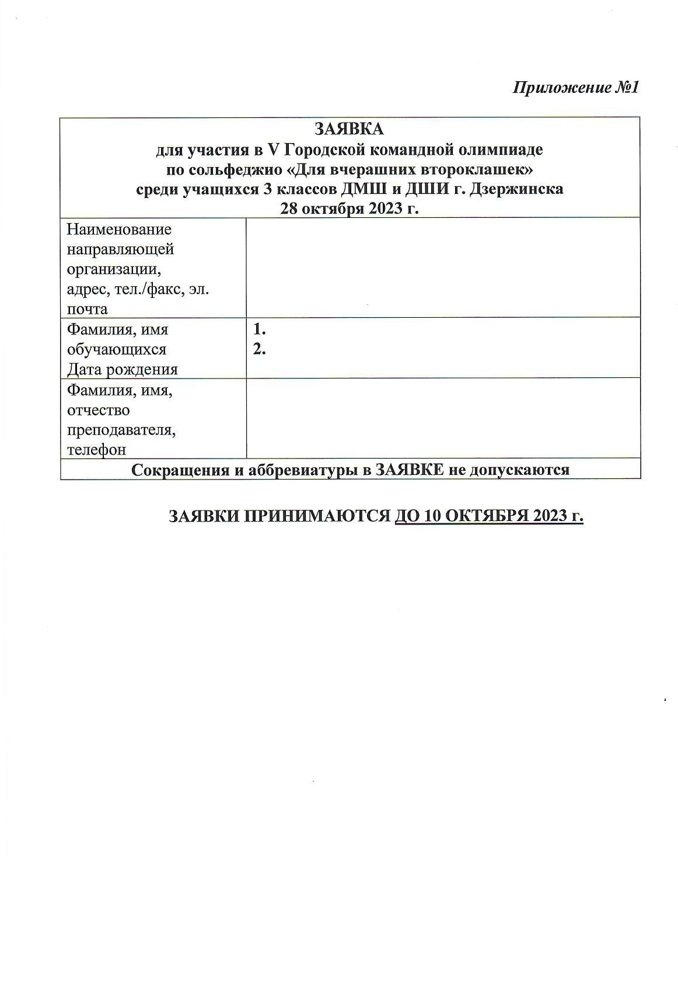 Приложение №1
ЗАЯВКА
для участия в V Городской командной олимпиаде
по сольфеджио «Для вчерашних второклашек»
среди учащихся 3 классов ДМШ и ДШИ г. Дзержинска
28 октября 2023 г.
Наименование
направляющей
организации,
адрес, тел./факс, эл.
почта
Фамилия, имя
обучающихся
Дата рождения
1.
2.
Фамилия, имя,
отчество
преподавателя,
телефон
Сокращения и аббревиатуры в ЗАЯВКЕ не допускаются
ЗАЯВКИ ПРИНИМАЮТСЯ ДО 10 ОКТЯБРЯ 2023 г.